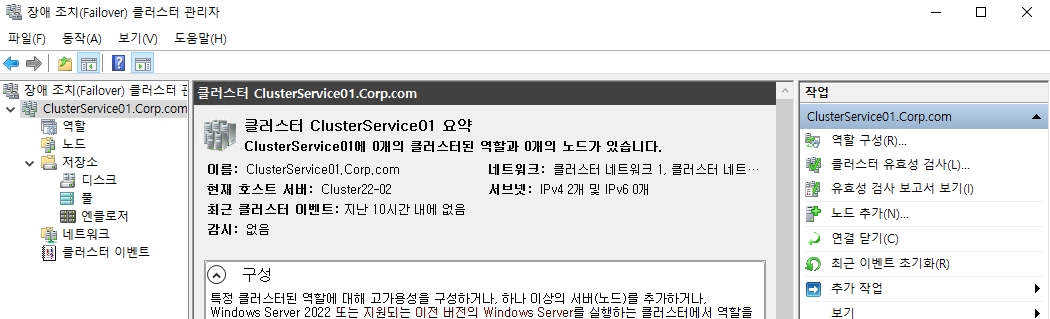 장애 조치(Failover) 클러스터 관리자
파일(F) 동작(A) 보기(V) 도움말(H)
장애 조치(Failover) 클러스터 관
ClusterService01.Corp.com
역할
노드
저장소
디스크
풀
엔클로저
네트워크
클러스터 이벤트
클러스터 ClusterService01.Corp.com
클러스터 ClusterService01 요약
ClusterService01에 0개의 클러스터된 역할과 0개의 노드가 있습니다.
이름: ClusterService01.Corp.com
네트워크: 클러스터 네트워크 1, 클러스터 네트…
현재 호스트 서버: Cluster22-02
서브넷: IPv4 2개 및 IPv6 0개
최근 클러스터 이벤트: 지난 10시간 내에 없음
감시: 없음
구성
특정 클러스터된 역할에 대해 고가용성을 구성하거나, 하나 이상의 서버(노드)를 추가하거나,
Windows Server 2022 또는 지원되는 이전 버전의 Windows Server를 실행하는 클러스터에서 역할을
작업
ClusterService01.Corp.com
역할 구성(R)...
클러스터 유효성 검사(L)...
유효성 검사 보고서 보기(I)
노드 추가(N)...
연결 닫기(C)
최근 이벤트 초기화(R)
추가 작업
보기